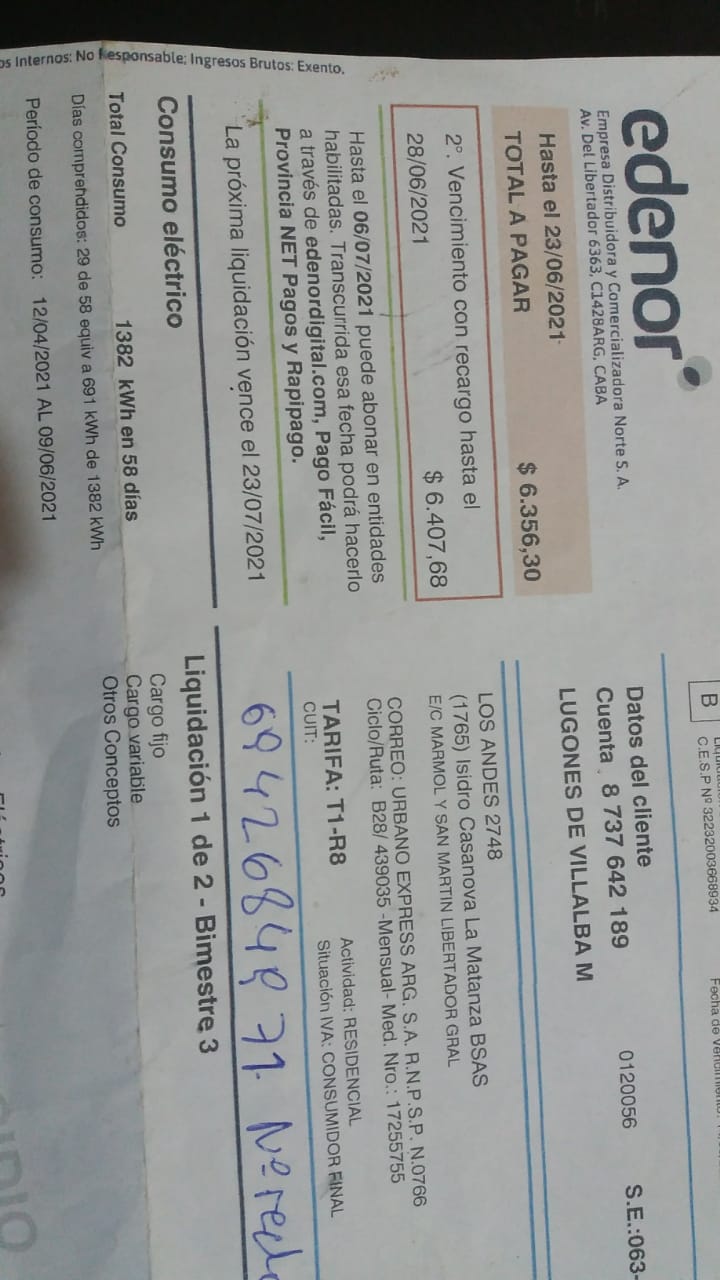 os Internos: No Responsable; Ingresos Brutos: Exento.
edenor
Empresa Distribuidora y Comercializadora Norte S. A.
Av. Del Libertador 6363, C1428ARG, CABA
Hasta el 23/06/2021
TOTAL A PAGAR $ 6.356,30
2º. Vencimiento con recargo hasta el
28/06/2021 $ 6.407,68
Hasta el 06/07/2021 puede abonar en entidades
habilitadas. Transcurrida esa fecha podrá hacerlo
a través de edenordigital.com, Pago Fácil,
Provincia NET Pagos y Rapipago.
La próxima liquidación vence el 23/07/2021
Consumo eléctrico
Total Consumo 1382 kWh en 58 días
Días comprendidos: 29 de 58 equiv a 691 kWh de 1382 kWh
Período de consumo: 12/04/2021 AL 09/06/2021
B
C.E.S.P Nº 32232003668934
Datos del cliente
Cuenta 8 737 642 189 0120056 S.E.:063-
LUGONES DE VILLALBA M
LOS ANDES 2748
(1765) Isidro Casanova La Matanza BSAS
E/C MARMOL Y SAN MARTIN LIBERTADOR GRAL
CORREO: URBANO EXPRESS ARG. S.A. R.N.P.S.P. N.0766
Ciclo/Ruta: B28/ 439035 -Mensual- Med. Nro.: 17255755
TARIFA: T1-R8 Actividad: RESIDENCIAL
CUIT: Situación IVA: CONSUMIDOR FINAL
Nº recl
Liquidación 1 de 2 - Bimestre 3
Cargo fijo
Cargo variable
Otros Conceptos